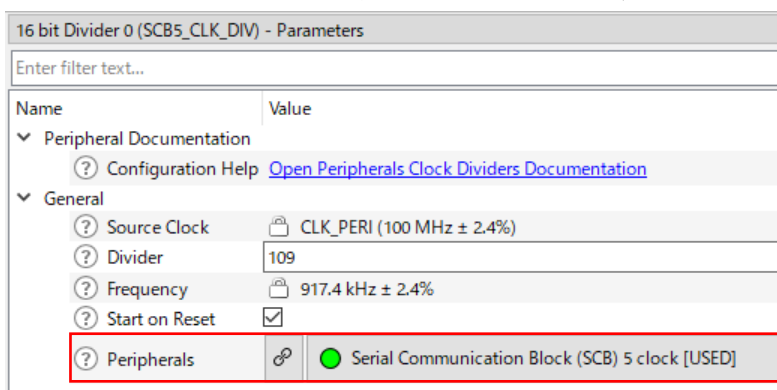 16 bit Divider 0 (SCB5_CLK_DIV) - Parameters
Enter filter text...
Name Value
Peripheral Documentation
? Configuration Help Open Peripherals Clock Dividers Documentation
General
? Source Clock CLK_PERI (100 MHz ± 2.4%)
? Divider 109
? Frequency 917.4 kHz ± 2.4%
? Start on Reset
? Peripherals Serial Communication Block (SCB) 5 clock [USED]